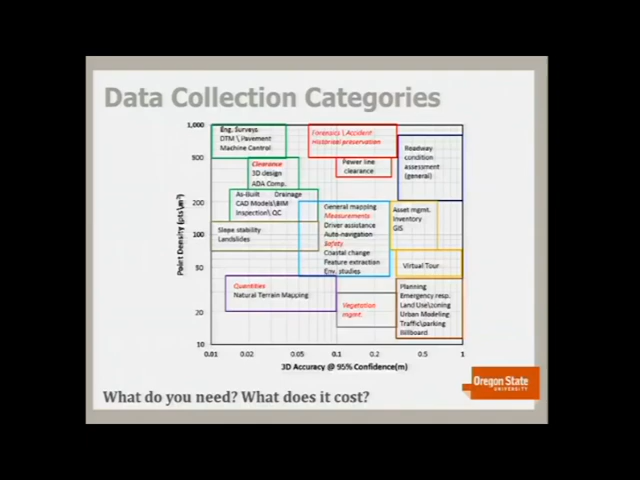 Data Collection Categories
1,000
Eng. Surveys
DTM \ Pavement
Machine Control
Forensics \ Accident
Historical preservation
Roadway
condition
assessment
(general)
500
Clearance
3D design
ADA Comp.
Power line
clearance
200
As-Built Drainage
CAD Models\BIM
Inspection\ QC
General mapping
Measurements
Driver assistance
Auto-navigation
Safety
Coastal change
Feature extraction
Env. studies
Asset mgmt.
Inventory
GIS
Point Density (pts\m²)
100
Slope stability
Landslides
50
Virtual Tour
Quantities
Natural Terrain Mapping
Vegetation
mgmt.
Planning
Emergency resp.
Land Use\zoning
Urban Modeling
Traffic\parking
Billboard
20
10
0.01 0.02 0.05 0.1 0.2 0.5 1
3D Accuracy @ 95% Confidence(m)
Oregon State
UNIVERSITY
What do you need? What does it cost?